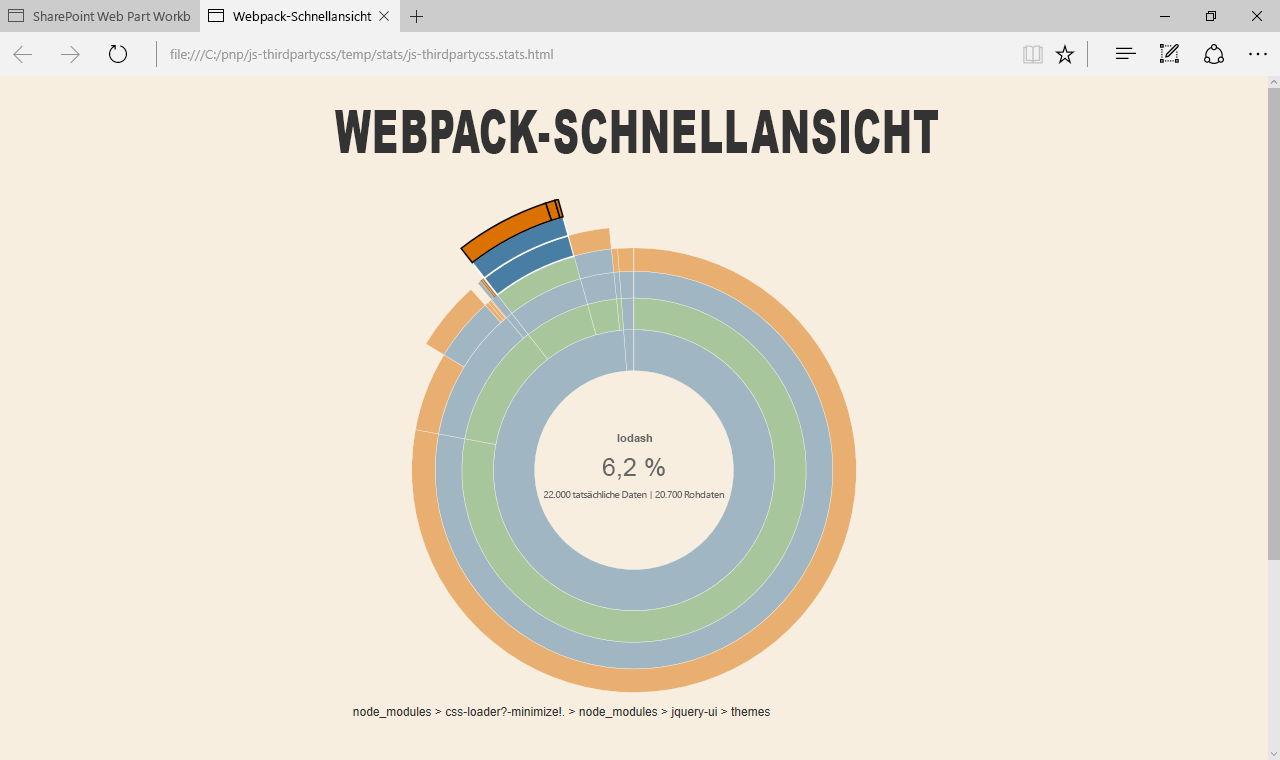 SharePoint Web Part Workb
Webpack-Schnellansicht
file:///C:/pnp/js-thirdpartycss/temp/stats/js-thirdpartycss.stats.html
WEBPACK-SCHNELLANSICHT
lodash
6,2 %
22.000 tatsächliche Daten | 20.700 Rohdaten
node_modules > css-loader?-minimize!. > node_modules > jquery-ui > themes